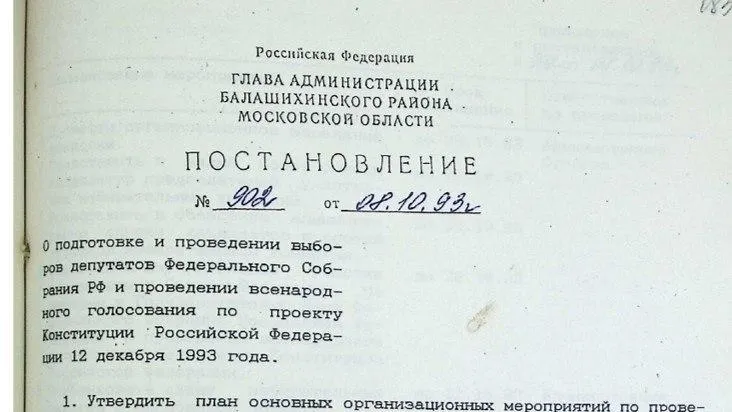 Российская Федерация
ГЛАВА АДМИНИСТРАЦИИ
БАЛАШИХИНСКОГО РАЙОНА
МОСКОВСКОЙ ОБЛАСТИ
ПОСТАНОВЛЕНИЕ
№ 902 от 08.10.93г
О подготовке и проведении выбо-
ров депутатов Федерального Соб-
рания РФ и проведении всенарод-
ного голосования по проекту
Конституции Российской Федера-
ции 12 декабря 1993 года.
1. Утвердить план основных организационных мероприятий по прове-